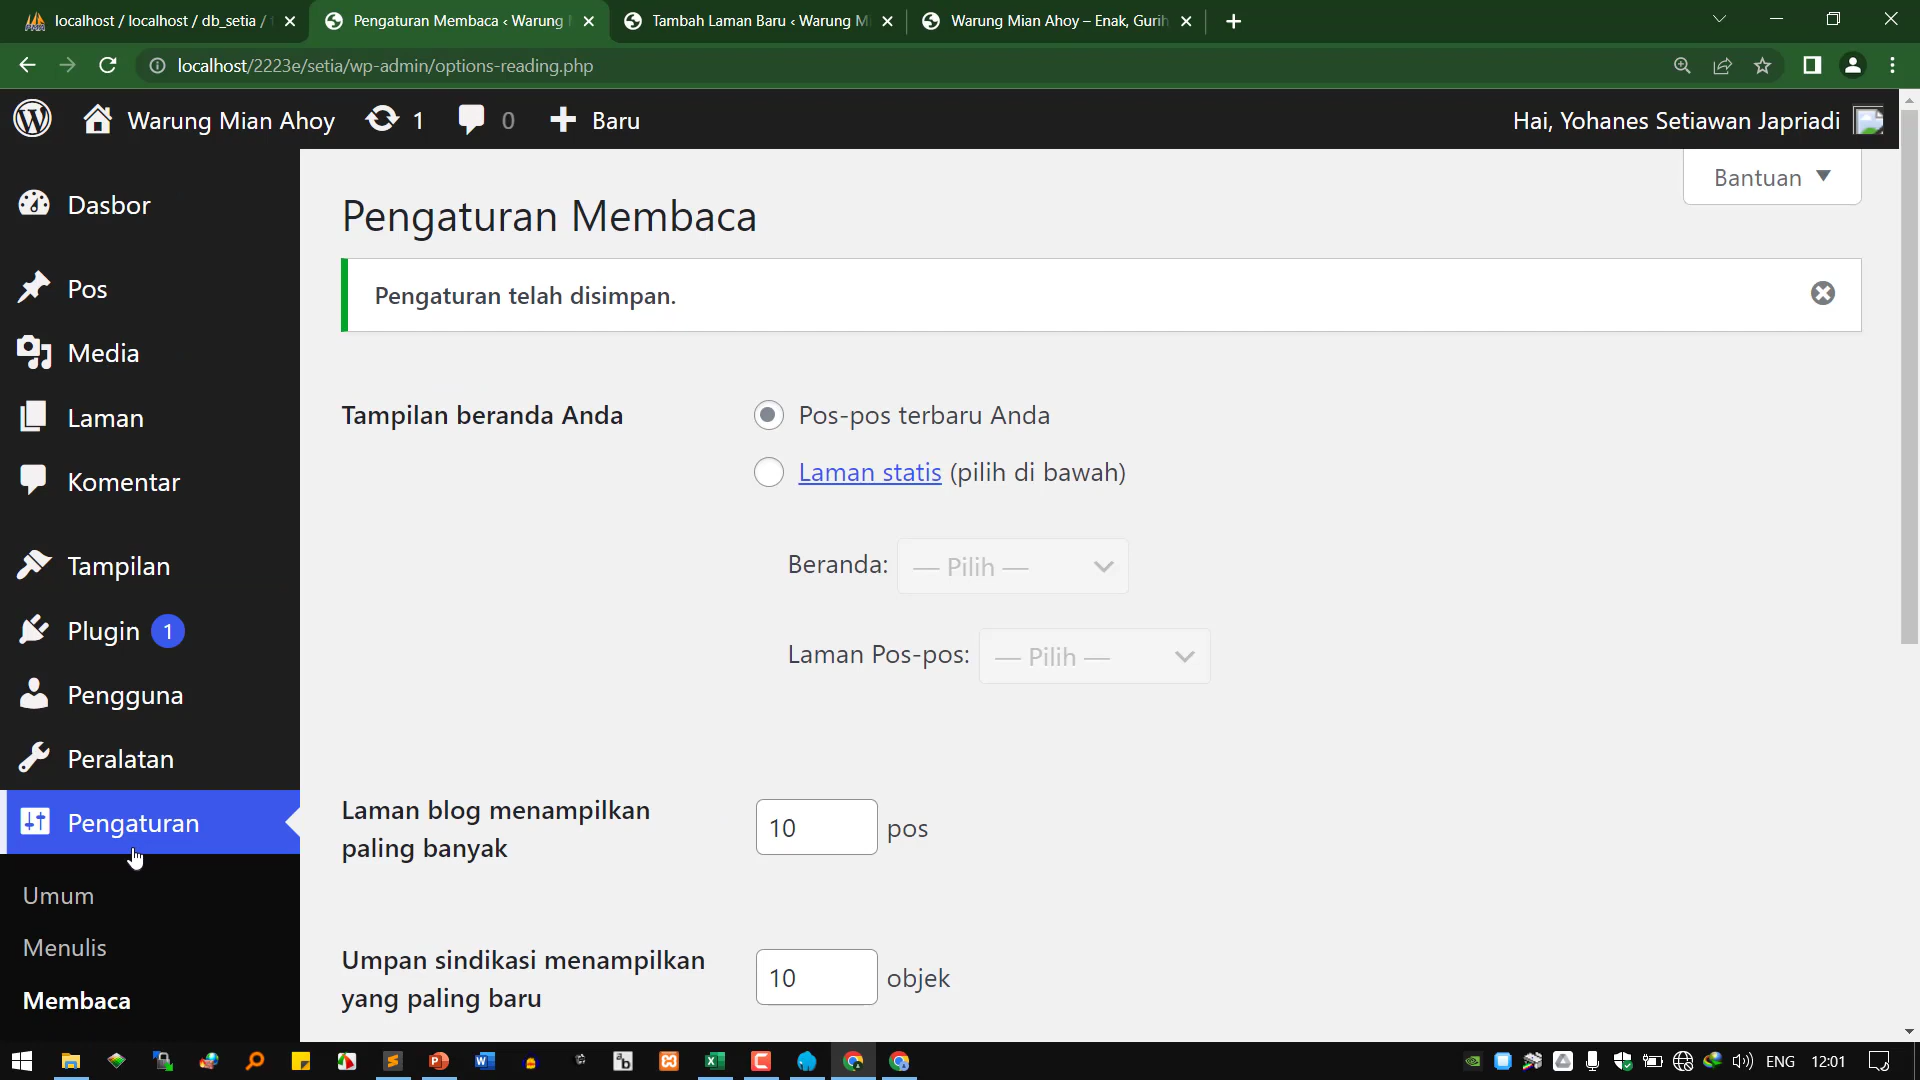 localhost / localhost / db_setia /
Pengaturan Membaca ‹ Warung
Tambah Laman Baru ‹ Warung M
Warung Mian Ahoy – Enak, Gurih
localhost/2223e/setia/wp-admin/options-reading.php
Warung Mian Ahoy
1
0
Baru
Hai, Yohanes Setiawan Japriadi
Dasbor
Pos
Media
Laman
Komentar
Tampilan
Plugin 1
Pengguna
Peralatan
Pengaturan
Umum
Menulis
Membaca
Bantuan
Pengaturan Membaca
Pengaturan telah disimpan.
Tampilan beranda Anda
Pos-pos terbaru Anda
Laman statis (pilih di bawah)
Beranda: — Pilih —
Laman Pos-pos: — Pilih —
Laman blog menampilkan
paling banyak
10 pos
Umpan sindikasi menampilkan
yang paling baru
10 objek
ENG
12:01